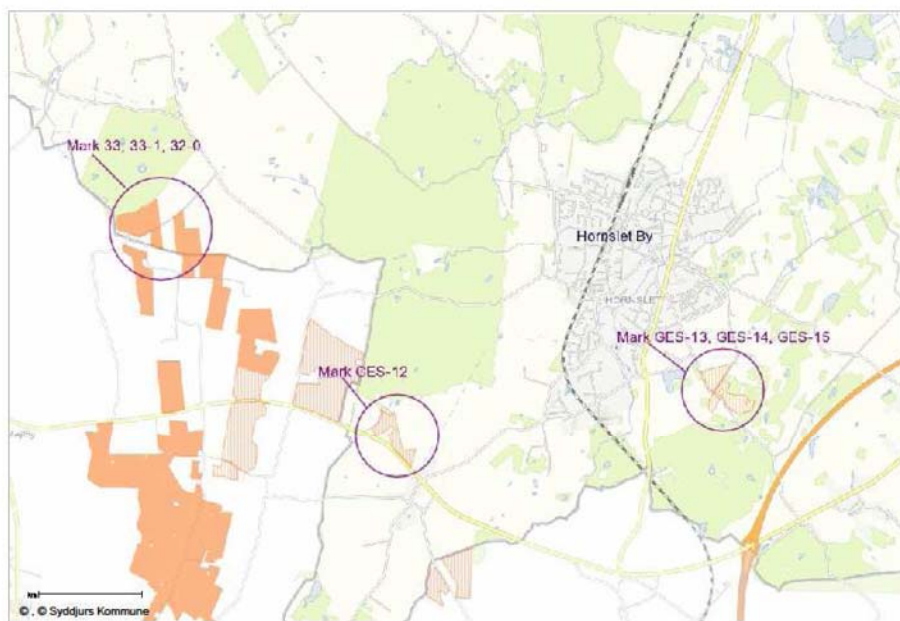 Mark 33, 33-1, 32-0
Hornslet By
HORNSLET
Mark GES-13, GES-14, GES-15
Mark GES-12
© , © Syddjurs Kommune